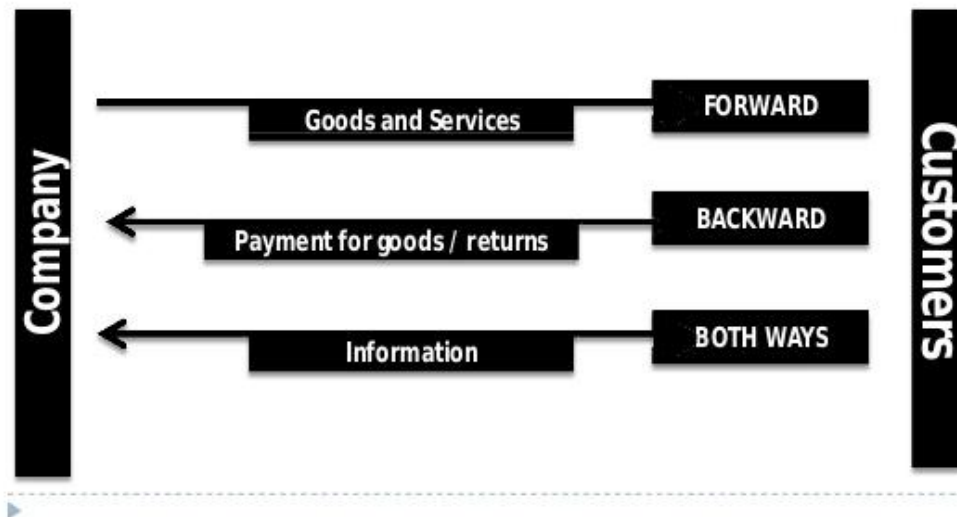 Company
Goods and Services
FORWARD
Payment for goods / returns
BACKWARD
Information
BOTH WAYS
Customers